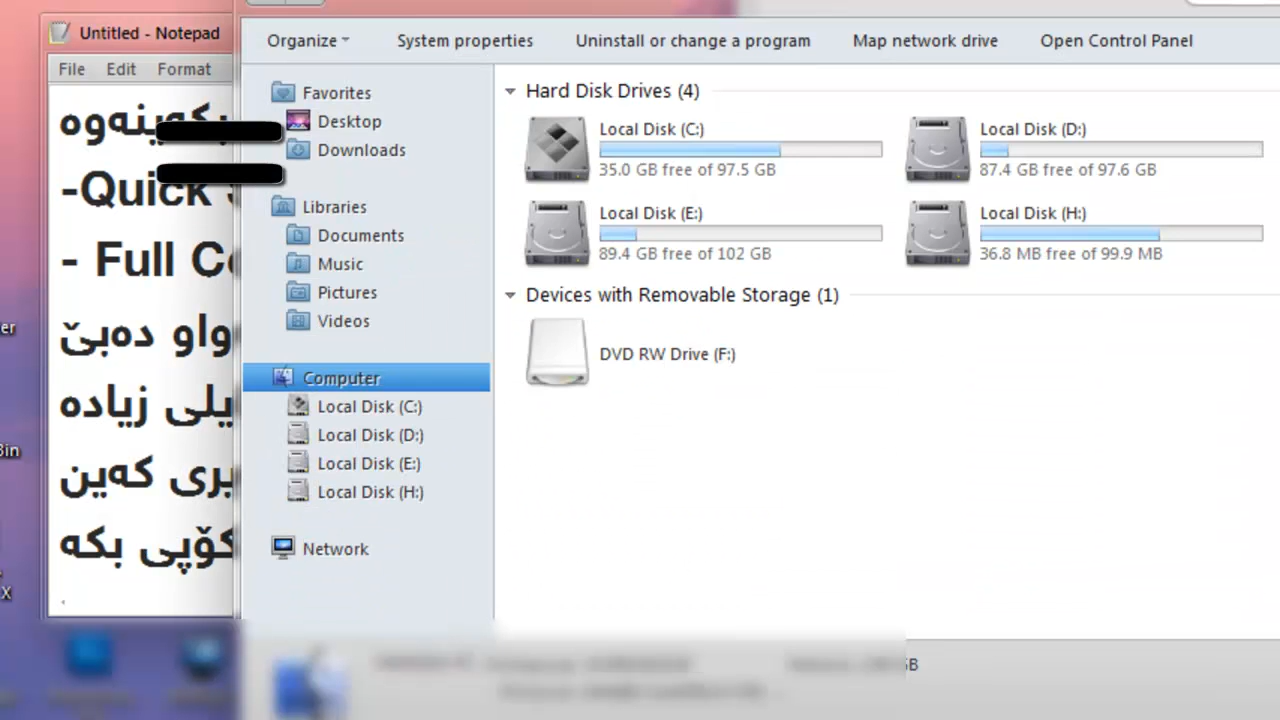 Untitled - Notepad
File Edit Format
-Quick
- Full
واو دەبێ
زیادە
کەین
کۆپی بکە
er
Bin
X
Organize System properties Uninstall or change a program Map network drive Open Control Panel
Favorites
Desktop
Downloads
Libraries
Documents
Music
Pictures
Videos
Computer
Local Disk (C:)
Local Disk (D:)
Local Disk (E:)
Local Disk (H:)
Network
Hard Disk Drives (4)
Local Disk (C:)
35.0 GB free of 97.5 GB
Local Disk (D:)
87.4 GB free of 97.6 GB
Local Disk (E:)
89.4 GB free of 102 GB
Local Disk (H:)
36.8 MB free of 99.9 MB
Devices with Removable Storage (1)
DVD RW Drive (F:)
GB